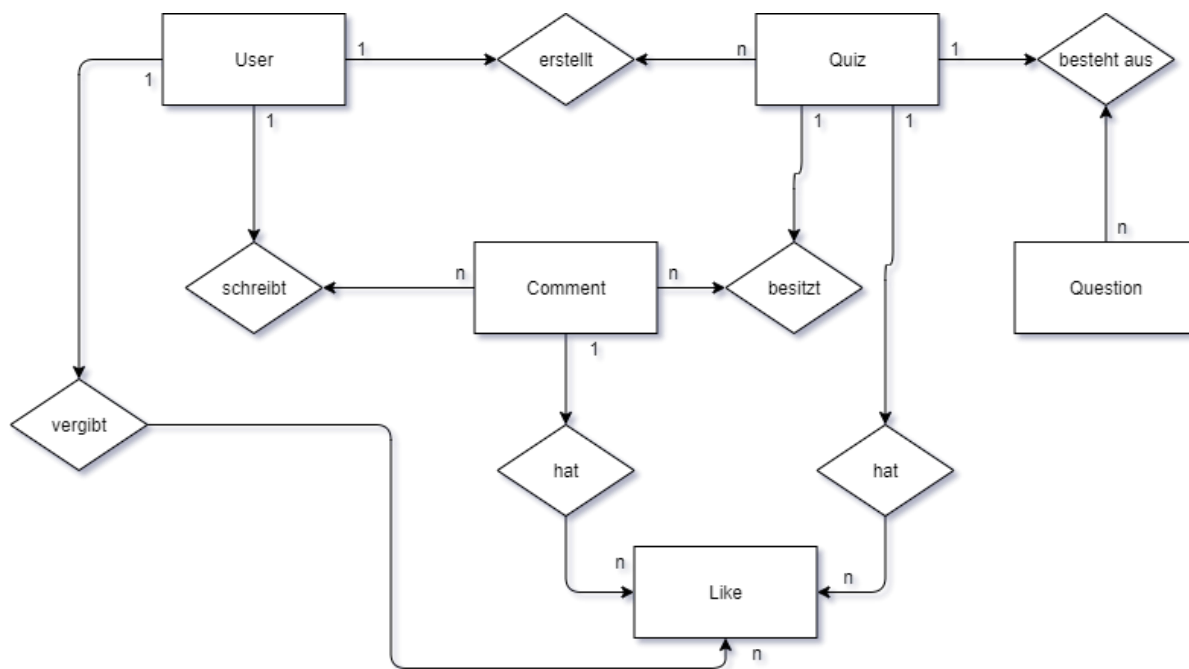 User
1
erstellt
n
Quiz
1
besteht aus
1
1
1
1
schreibt
n
Comment
n
besitzt
n
Question
1
vergibt
hat
hat
n
Like
n
n